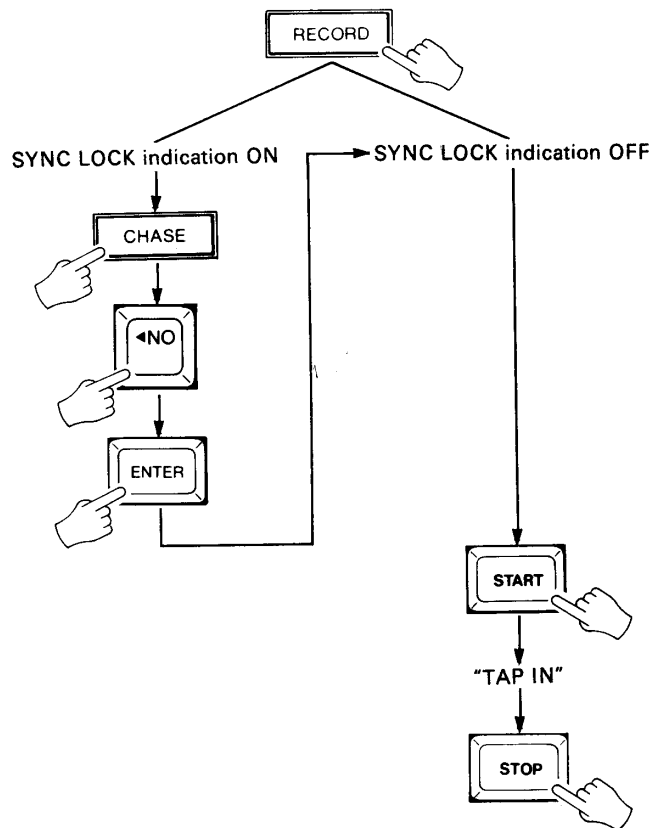 RECORD
SYNC LOCK indication ON
SYNC LOCK indication OFF
CHASE
◄NO
ENTER
START
“TAP IN”
STOP